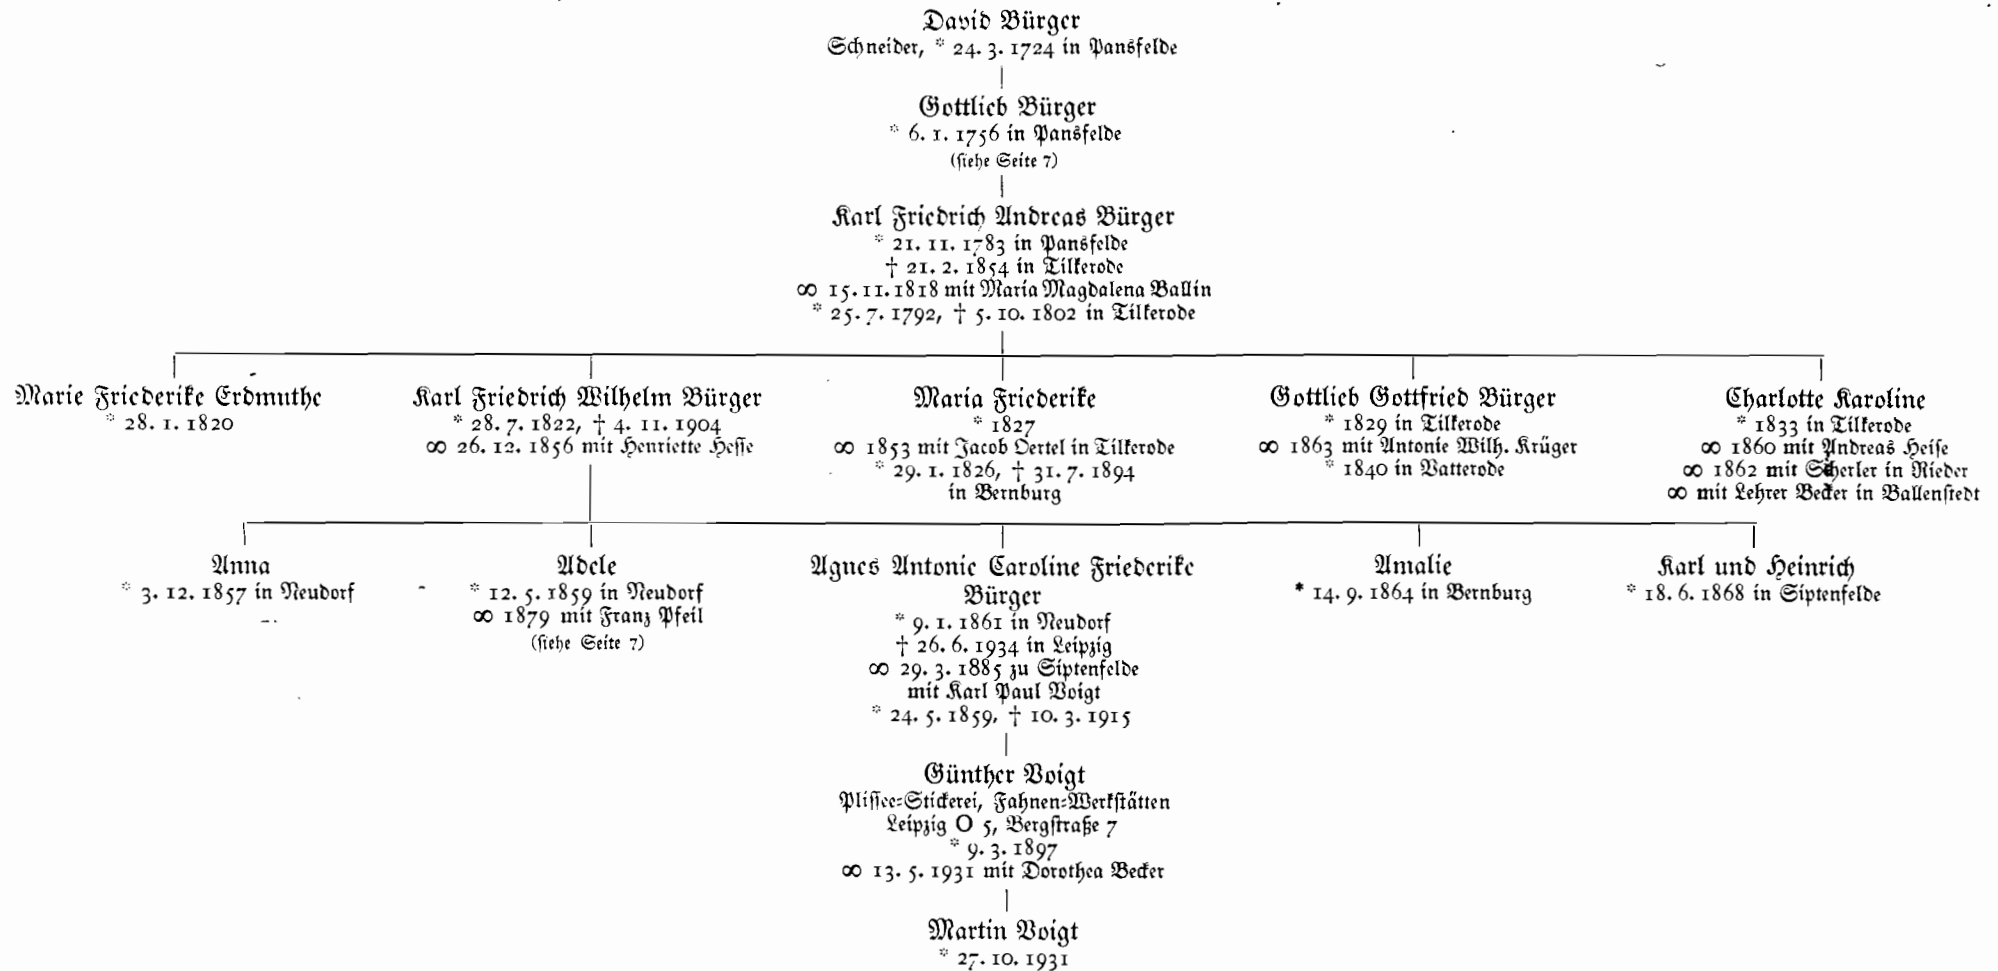 David Bürger
Schneider, * 24. 3. 1724 in Pansfelde
Gottlieb Bürger
* 6. 1. 1756 in Pansfelde
(siehe Seite 7)
Karl Friedrich Andreas Bürger
* 21. 11. 1783 in Pansfelde
† 21. 2. 1854 in Tilkerode
∞ 15. 11. 1818 mit Maria Magdalena Ballin
* 25. 7. 1792, † 5. 10. 1802 in Tilkerode
Marie Friederike Erdmuthe
* 28. 1. 1820
Karl Friedrich Wilhelm Bürger
* 28. 7. 1822, † 4. 11. 1904
∞ 26. 12. 1856 mit Henriette Hesse
Maria Friederike
* 1827
∞ 1853 mit Jacob Oertel in Tilkerode
* 29. 1. 1826, † 31. 7. 1894
in Bernburg
Gottlieb Gottfried Bürger
* 1829 in Tilkerode
∞ 1863 mit Antonie Wilh. Krüger
* 1840 in Vatterode
Charlotte Karoline
* 1833 in Tilkerode
∞ 1860 mit Andreas Heise
∞ 1862 mit Scherler in Rieder
∞ mit Lehrer Becker in Ballenstedt
Anna
* 3. 12. 1857 in Neudorf
Adele
* 12. 5. 1859 in Neudorf
∞ 1879 mit Franz Pfeil
(siehe Seite 7)
Agnes Antonie Caroline Friederike
Bürger
* 9. 1. 1861 in Neudorf
† 26. 6. 1934 in Leipzig
∞ 29. 3. 1885 zu Siptenfelde
mit Karl Paul Voigt
* 24. 5. 1859, † 10. 3. 1915
Amalie
* 14. 9. 1864 in Bernburg
Karl und Heinrich
* 18. 6. 1868 in Siptenfelde
Günther Voigt
Plissee-Stickerei, Fahnen-Werkstätten
Leipzig O 5, Bergstraße 7
* 9. 3. 1897
∞ 13. 5. 1931 mit Dorothea Becker
Martin Voigt
* 27. 10. 1931